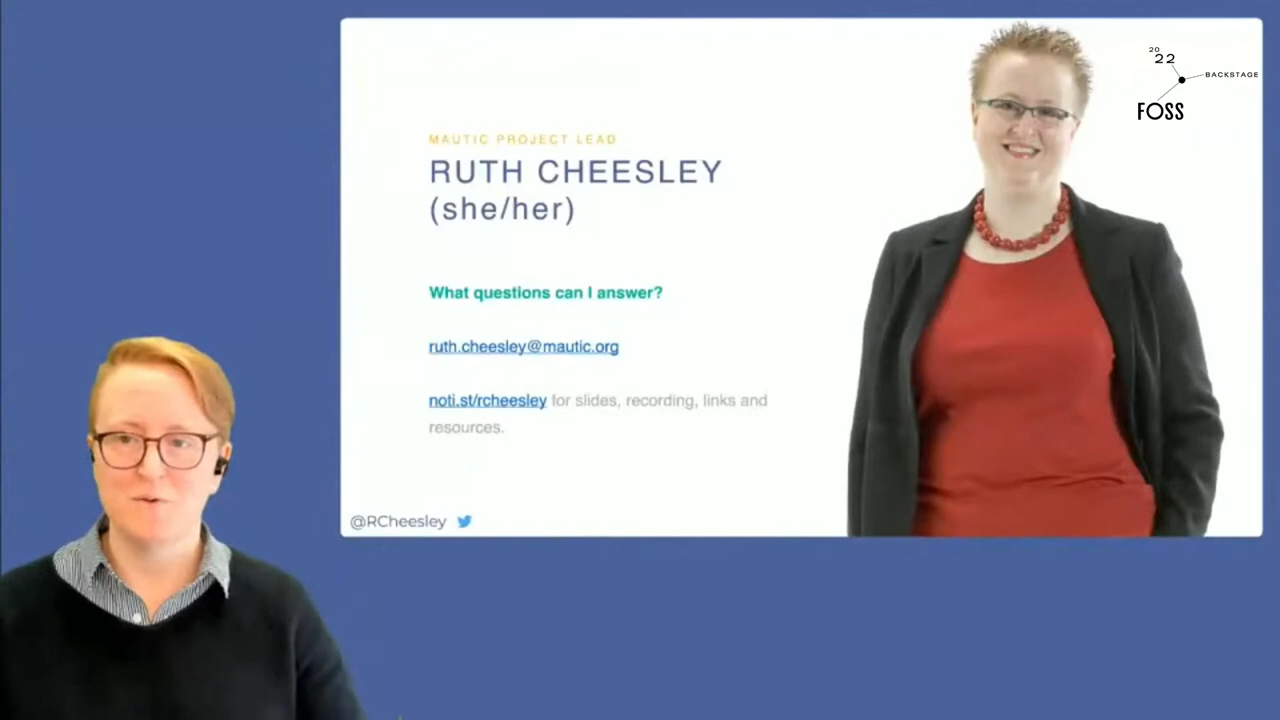 MAUTIC PROJECT LEAD
RUTH CHEESLEY
(she/her)
What questions can I answer?
ruth.cheesley@mautic.org
noti.st/rcheesley for slides, recording, links and
resources.
@RCheesley
20
22
BACKSTAGE
FOSS